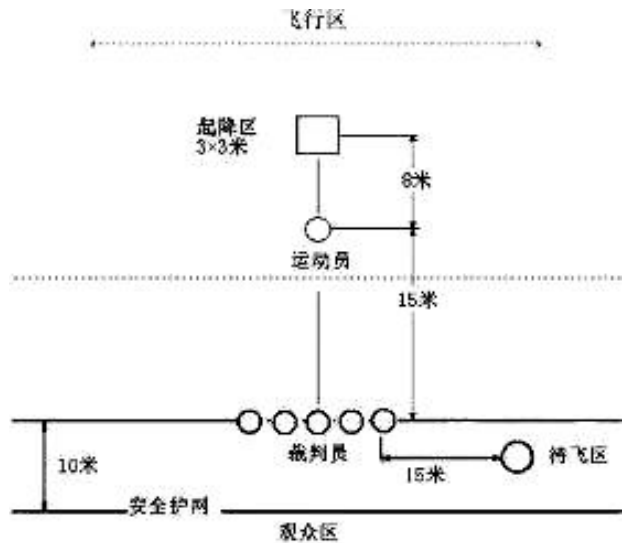 飞行区
起降区
3×3米
8米
运动员
15米
裁判员
待飞区
10米
15米
安全护网
观众区